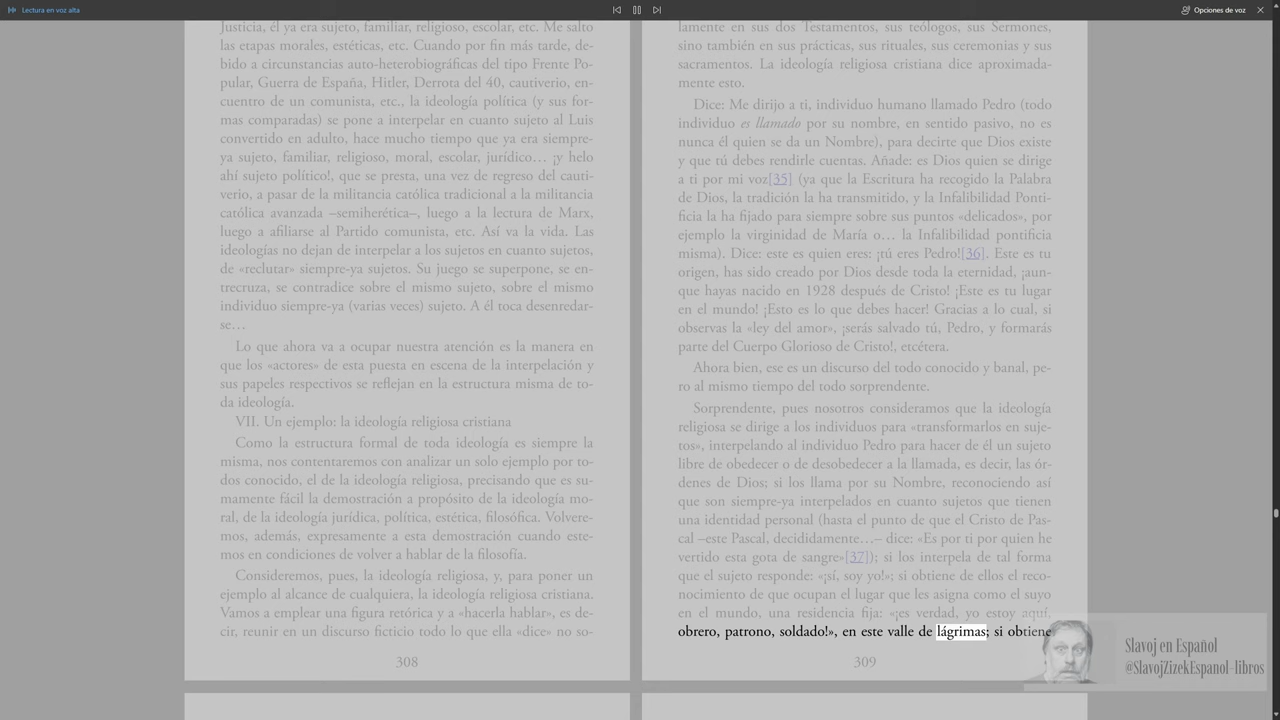 Lectura en voz alta
Opciones de voz
Justicia, él ya era sujeto, familiar, religioso, escolar, etc. Me salto
las etapas morales, estéticas, etc. Cuando por fin más tarde, de-
bido a circunstancias auto-heterobiográficas del tipo Frente Po-
pular, Guerra de España, Hitler, Derrota del 40, cautiverio, en-
cuentro de un comunista, etc., la ideología política (y sus for-
mas comparadas) se pone a interpelar en cuanto sujeto al Luis
convertido en adulto, hace mucho tiempo que ya era siempre-
ya sujeto, familiar, religioso, moral, escolar, jurídico… ¡y helo
ahí sujeto político!, que se presta, una vez de regreso del cauti-
verio, a pasar de la militancia católica tradicional a la militancia
católica avanzada –semiherética–, luego a la lectura de Marx,
luego a afiliarse al Partido comunista, etc. Así va la vida. Las
ideologías no dejan de interpelar a los sujetos en cuanto sujetos,
de «reclutar» siempre-ya sujetos. Su juego se superpone, se en-
trecruza, se contradice sobre el mismo sujeto, sobre el mismo
individuo siempre-ya (varias veces) sujeto. A él toca desenredar-
se…
Lo que ahora va a ocupar nuestra atención es la manera en
que los «actores» de esta puesta en escena de la interpelación y
sus papeles respectivos se reflejan en la estructura misma de to-
da ideología.
VII. Un ejemplo: la ideología religiosa cristiana
Como la estructura formal de toda ideología es siempre la
misma, nos contentaremos con analizar un solo ejemplo por to-
dos conocido, el de la ideología religiosa, precisando que es su-
mamente fácil la demostración a propósito de la ideología mo-
ral, de la ideología jurídica, política, estética, filosófica. Volvere-
mos, además, expresamente a esta demostración cuando este-
mos en condiciones de volver a hablar de la filosofía.
Consideremos, pues, la ideología religiosa, y, para poner un
ejemplo al alcance de cualquiera, la ideología religiosa cristiana.
Vamos a emplear una figura retórica y a «hacerla hablar», es de-
cir, reunir en un discurso ficticio todo lo que ella «dice» no so-
308
lamente en sus dos Testamentos, sus teólogos, sus Sermones,
sino también en sus prácticas, sus rituales, sus ceremonias y sus
sacramentos. La ideología religiosa cristiana dice aproximada-
mente esto.
Dice: Me dirijo a ti, individuo humano llamado Pedro (todo
individuo es llamado por su nombre, en sentido pasivo, no es
nunca él quien se da un Nombre), para decirte que Dios existe
y que tú debes rendirle cuentas. Añade: es Dios quien se dirige
a ti por mi voz[35] (ya que la Escritura ha recogido la Palabra
de Dios, la tradición la ha transmitido, y la Infalibilidad Ponti-
ficia la ha fijado para siempre sobre sus puntos «delicados», por
ejemplo la virginidad de María o… la Infalibilidad pontificia
misma). Dice: este es quien eres: ¡tú eres Pedro![36]. Este es tu
origen, has sido creado por Dios desde toda la eternidad, ¡aun-
que hayas nacido en 1928 después de Cristo! ¡Este es tu lugar
en el mundo! ¡Esto es lo que debes hacer! Gracias a lo cual, si
observas la «ley del amor», ¡serás salvado tú, Pedro, y formarás
parte del Cuerpo Glorioso de Cristo!, etcétera.
Ahora bien, ese es un discurso del todo conocido y banal, pe-
ro al mismo tiempo del todo sorprendente.
Sorprendente, pues nosotros consideramos que la ideología
religiosa se dirige a los individuos para «transformarlos en suje-
tos», interpelando al individuo Pedro para hacer de él un sujeto
libre de obedecer o de desobedecer a la llamada, es decir, las ór-
denes de Dios; si los llama por su Nombre, reconociendo así
que son siempre-ya interpelados en cuanto sujetos que tienen
una identidad personal (hasta el punto de que el Cristo de Pas-
cal –este Pascal, decididamente…– dice: «Es por ti por quien he
vertido esta gota de sangre»[37]); si los interpela de tal forma
que el sujeto responde: «¡sí, soy yo!»; si obtiene de ellos el reco-
nocimiento de que ocupan el lugar que les asigna como el suyo
en el mundo, una residencia fija: «¡es verdad, yo estoy aquí,
obrero, patrono, soldado!», en este valle de lágrimas; si obtiene
309
Slavoj en Español
@SlavojZizekEspanol-libros